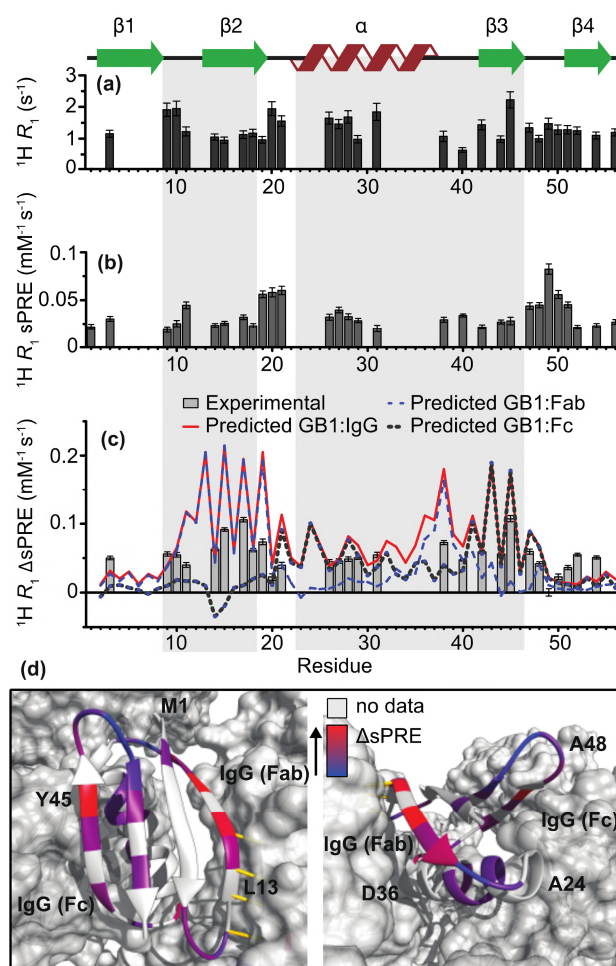 β1 β2 α β3 β4
(a)
¹H R₁ (s⁻¹)
3
2
1
0
10 20 30 40 50
(b)
¹H R₁ sPRE (mM⁻¹ s⁻¹)
0.1
0.05
0
10 20 30 40 50
Experimental Predicted GB1:Fab
Predicted GB1:IgG Predicted GB1:Fc
(c)
¹H R₁ ΔsPRE (mM⁻¹ s⁻¹)
0.2
0.1
0
10 20 30 40 50
Residue
(d)
M1
Y45
IgG (Fab)
L13
IgG (Fc)
no data
ΔsPRE
A48
IgG (Fc)
IgG (Fab)
D36
A24